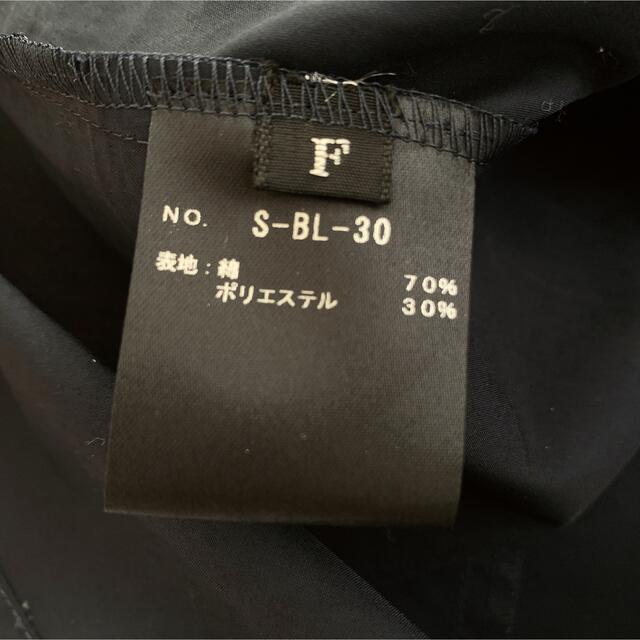 F
NO. S-BL-30
表地:綿 70%
ポリエステル 30%